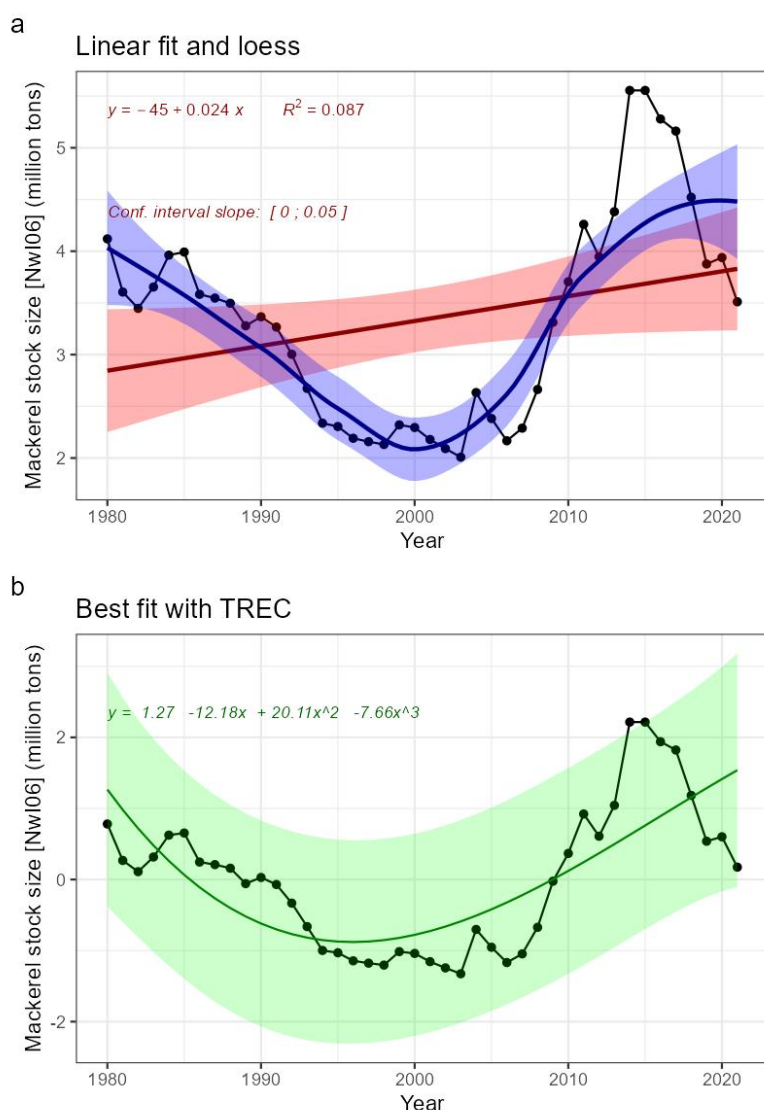 a
Linear fit and loess
Mackerel stock size [NwI06] (million tons)
y = − 45 + 0.024 x R² = 0.087
Conf. interval slope: [ 0 ; 0.05 ]
5
4
3
2
1980 1990 2000 2010 2020
Year
b
Best fit with TREC
Mackerel stock size [NwI06] (million tons)
y = 1.27 -12.18x + 20.11x^2 -7.66x^3
2
0
-2
1980 1990 2000 2010 2020
Year